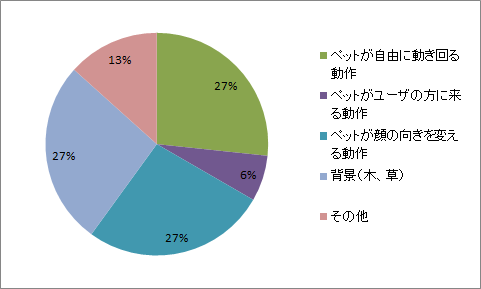 13%
27%
27%
6%
27%
ペットが自由に動き回る
動作
ペットがユーザの方に来
る動作
ペットが顔の向きを変え
る動作
背景(木、草)
その他